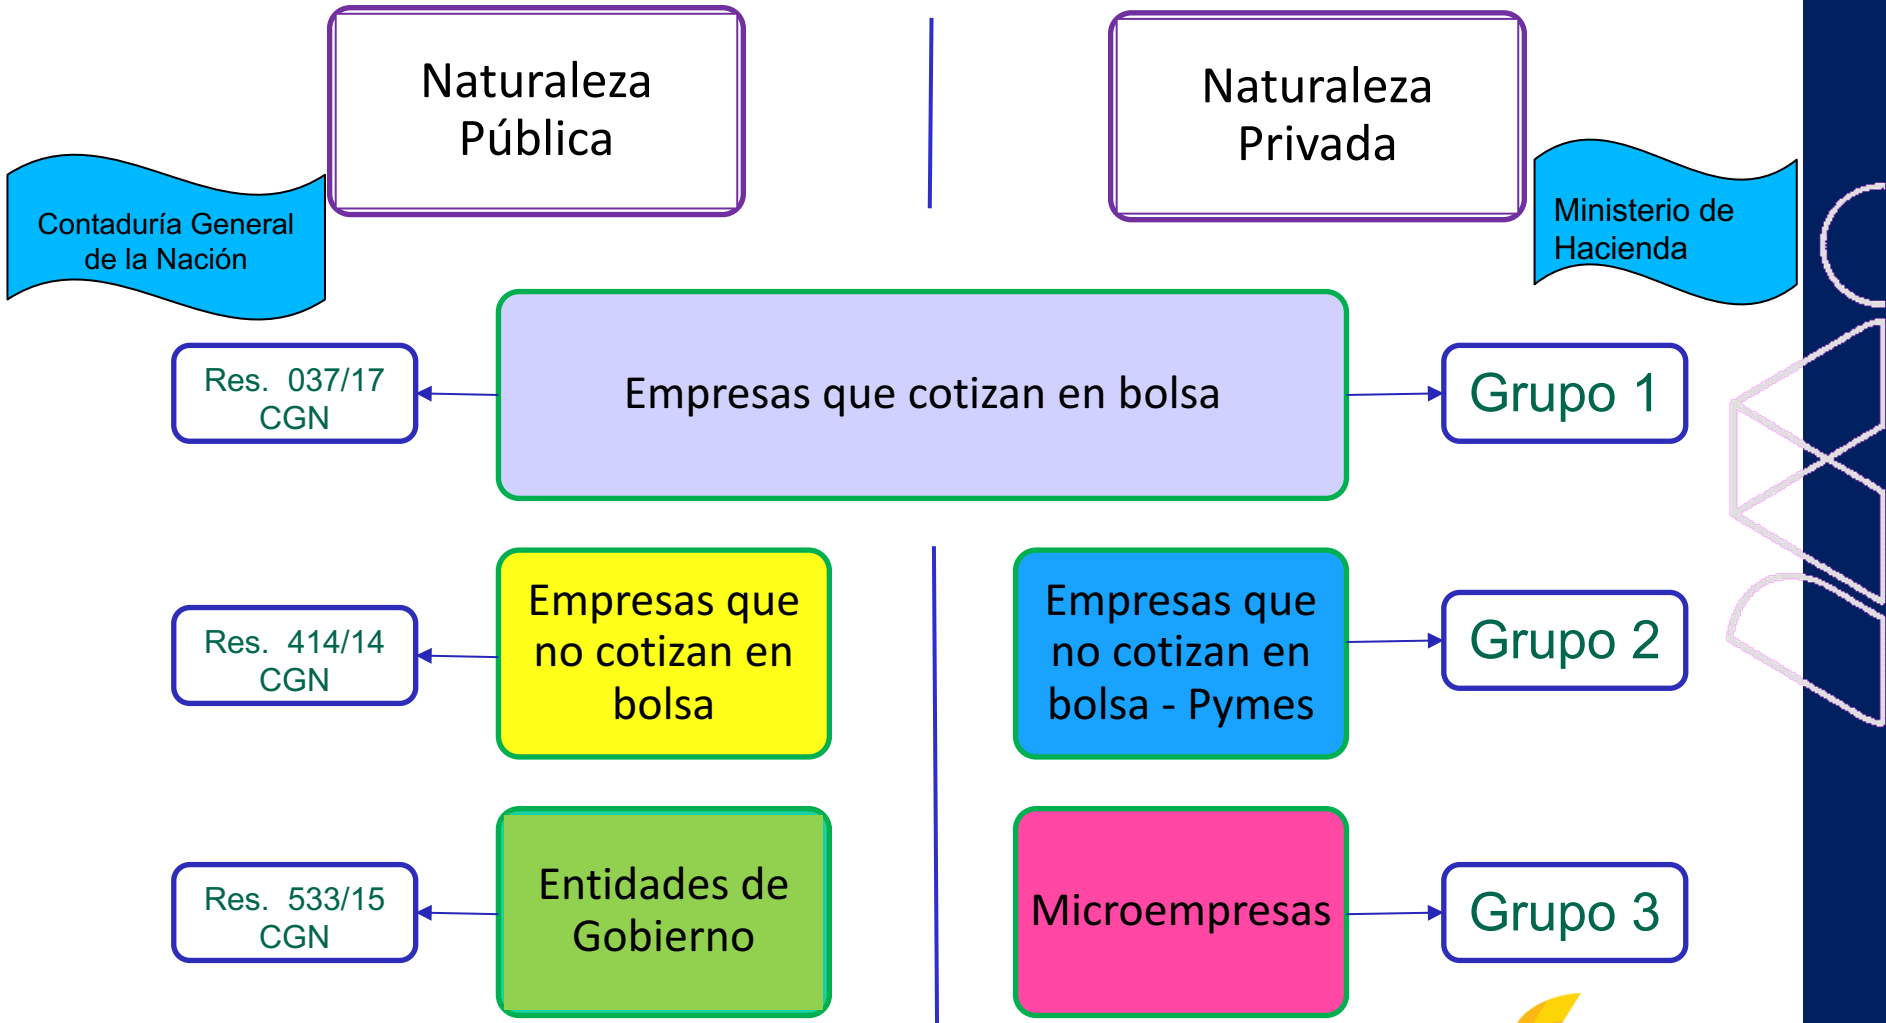 Naturaleza
Pública
Naturaleza
Privada
Contaduría General
de la Nación
Ministerio de
Hacienda
Res. 037/17
CGN
Empresas que cotizan en bolsa
Grupo 1
Res. 414/14
CGN
Empresas que
no cotizan en
bolsa
Empresas que
no cotizan en
bolsa - Pymes
Grupo 2
Res. 533/15
CGN
Entidades de
Gobierno
Microempresas
Grupo 3